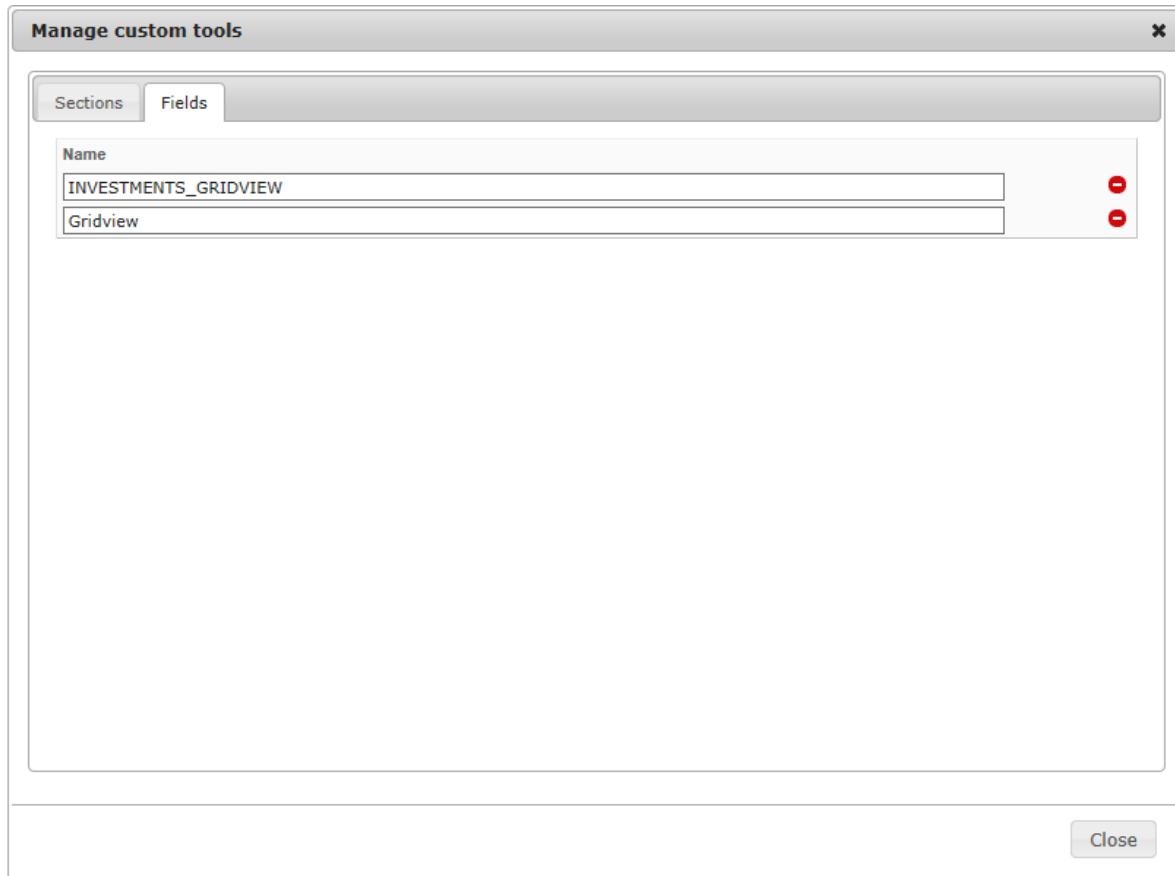 Manage custom tools
Sections Fields
Name
INVESTMENTS_GRIDVIEW
Gridview
Close